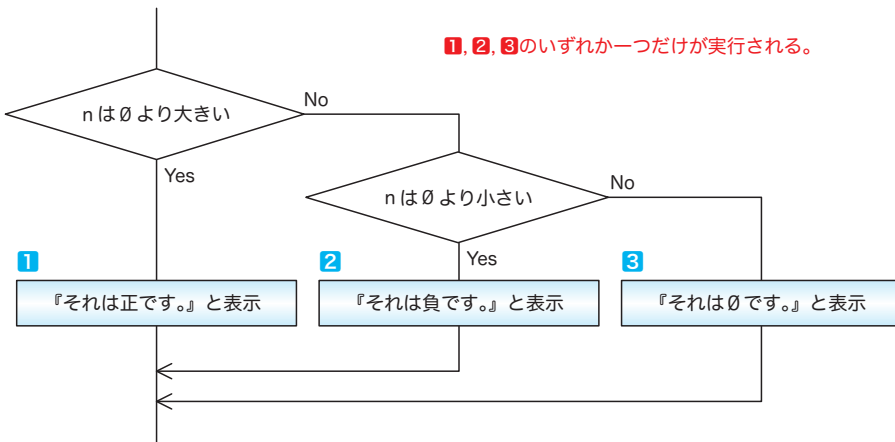 1, 2, 3のいずれか一つだけが実行される。
nは0より大きい
No
Yes
nは0より小さい
No
Yes
1
『それは正です。』と表示
2
『それは負です。』と表示
3
『それは0です。』と表示